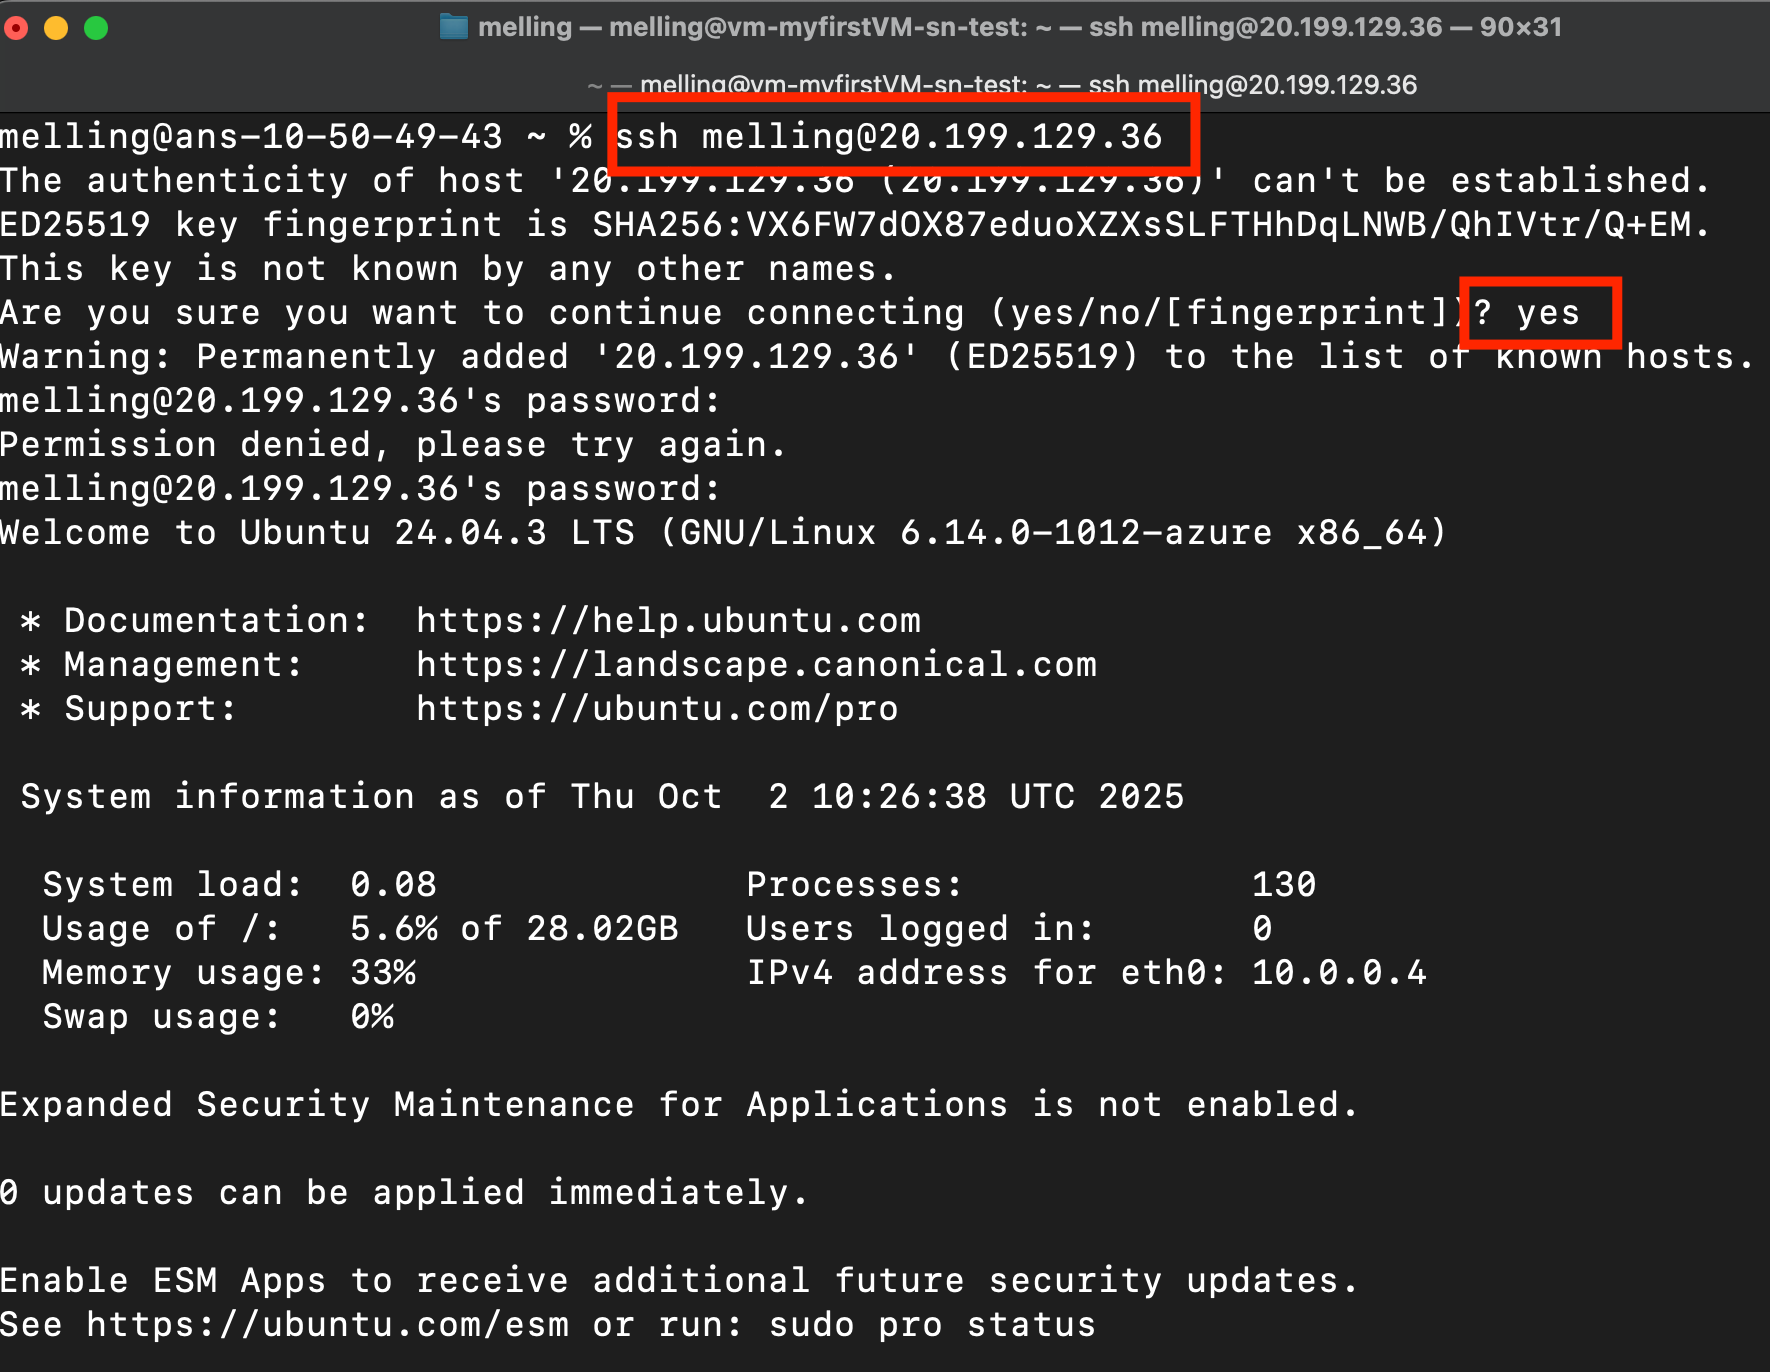 melling — melling@vm-myfirstVM-sn-test: ~ — ssh melling@20.199.129.36 — 90×31
~ — melling@vm-myfirstVM-sn-test: ~ — ssh melling@20.199.129.36
melling@ans-10-50-49-43 ~ % ssh melling@20.199.129.36
The authenticity of host '20.199.129.36 (20.199.129.36)' can't be established.
ED25519 key fingerprint is SHA256:VX6FW7dOX87eduoXZXsSLFTHhDqLNWB/QhIVtr/Q+EM.
This key is not known by any other names.
Are you sure you want to continue connecting (yes/no/[fingerprint])? yes
Warning: Permanently added '20.199.129.36' (ED25519) to the list of known hosts.
melling@20.199.129.36's password:
Permission denied, please try again.
melling@20.199.129.36's password:
Welcome to Ubuntu 24.04.3 LTS (GNU/Linux 6.14.0-1012-azure x86_64)
* Documentation: https://help.ubuntu.com
* Management: https://landscape.canonical.com
* Support: https://ubuntu.com/pro
System information as of Thu Oct 2 10:26:38 UTC 2025
System load: 0.08 Processes: 130
Usage of /: 5.6% of 28.02GB Users logged in: 0
Memory usage: 33% IPv4 address for eth0: 10.0.0.4
Swap usage: 0%
Expanded Security Maintenance for Applications is not enabled.
0 updates can be applied immediately.
Enable ESM Apps to receive additional future security updates.
See https://ubuntu.com/esm or run: sudo pro status